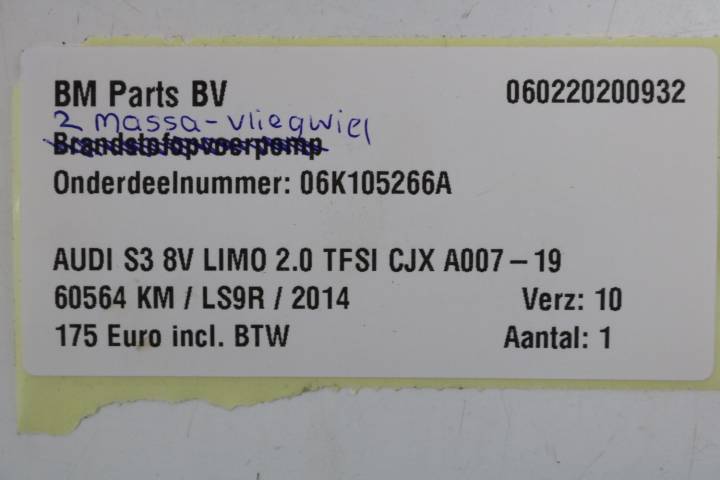 BM Parts BV 060220200932
2 massa-vliegwiel
Brandstofopvoerpomp
Onderdeelnummer: 06K105266A
AUDI S3 8V LIMO 2.0 TFSI CJX A007-19
60564 KM / LS9R / 2014 Verz: 10
175 Euro incl. BTW Aantal: 1